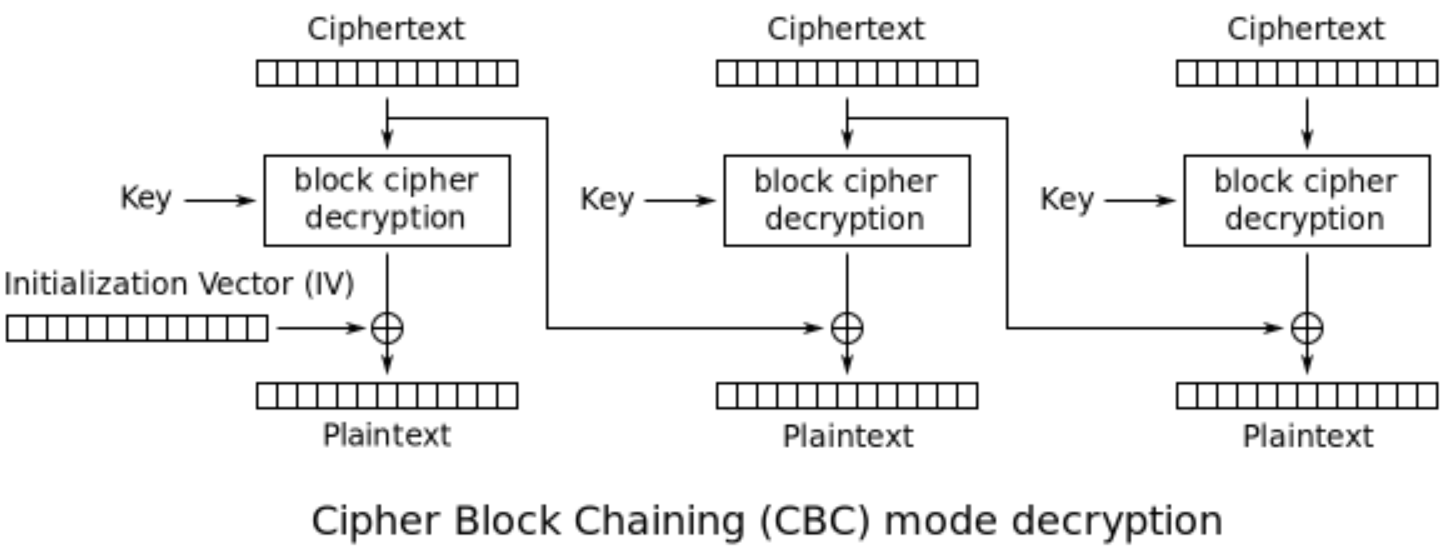 Ciphertext
Ciphertext
Ciphertext
Key
block cipher
decryption
Key
block cipher
decryption
Key
block cipher
decryption
Initialization Vector (IV)
Plaintext
Plaintext
Plaintext
Cipher Block Chaining (CBC) mode decryption